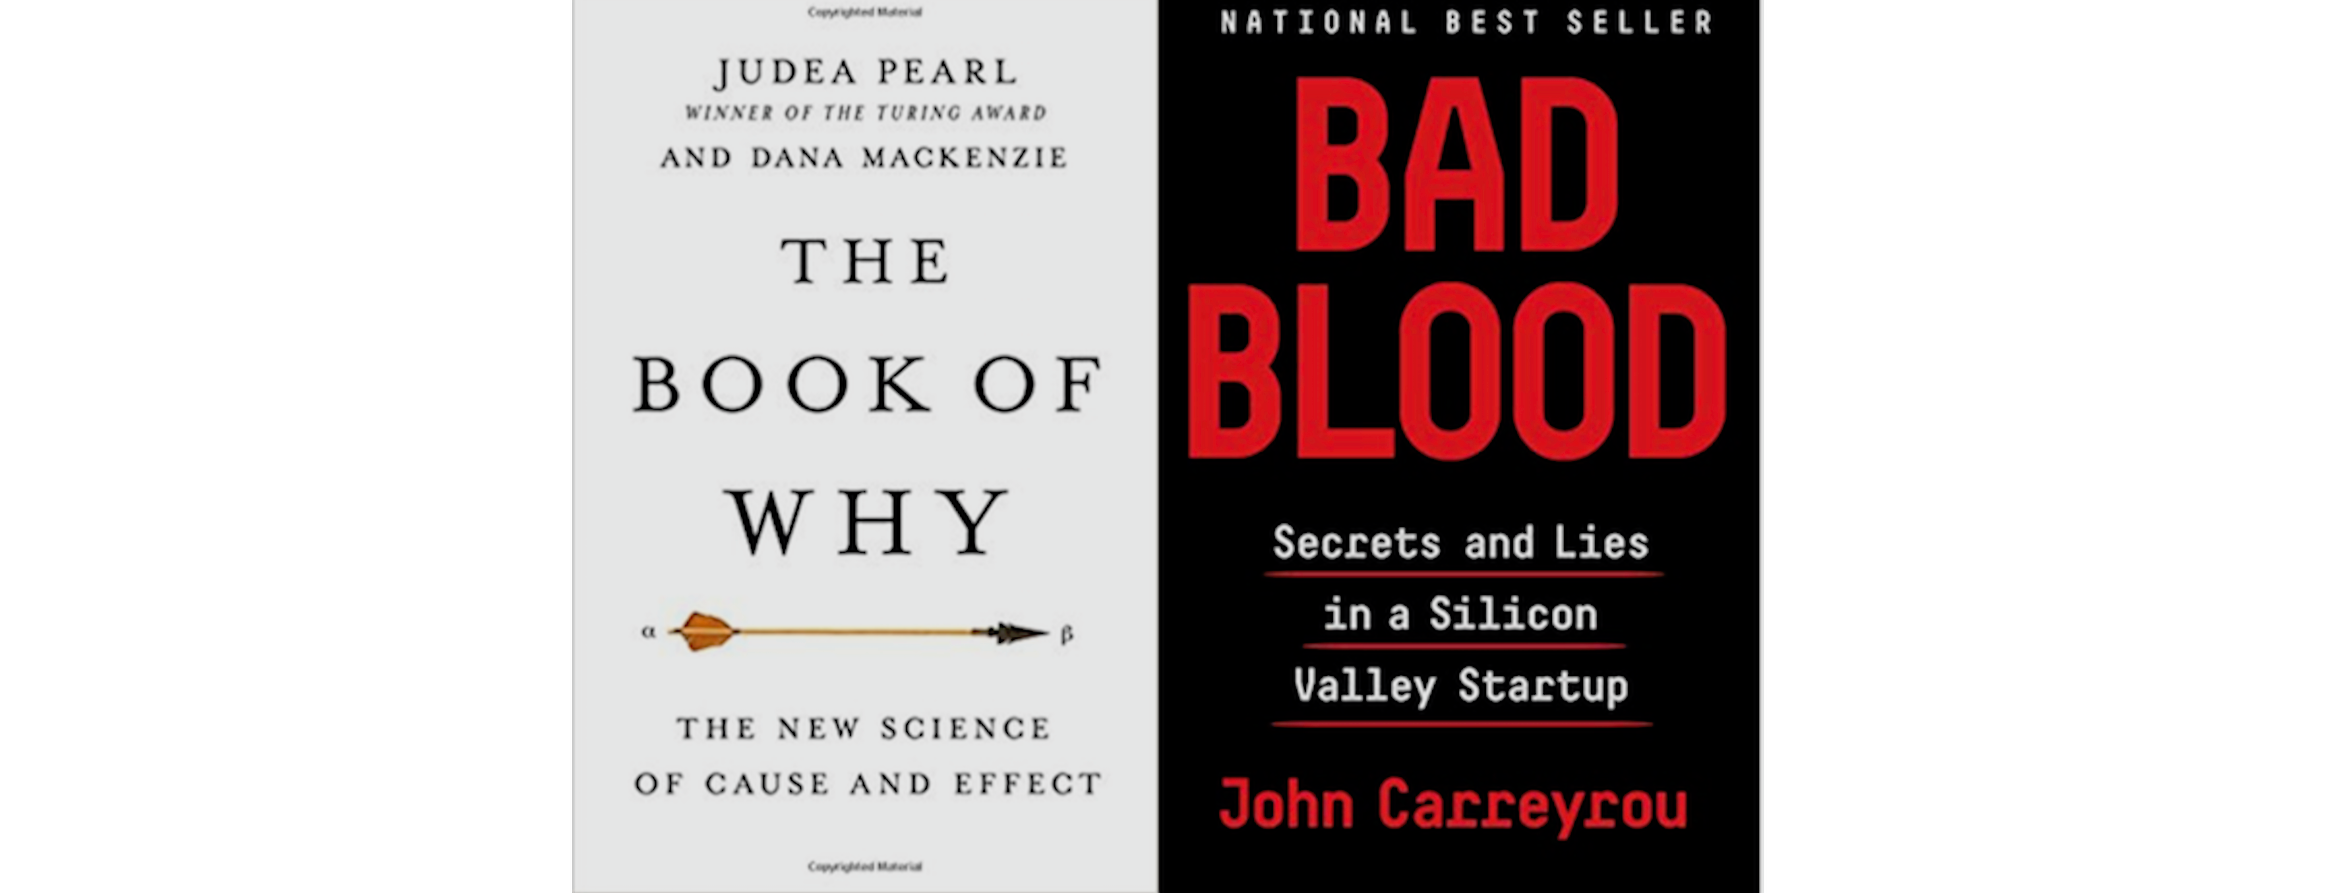 Copyrighted Material
JUDEA PEARL
WINNER OF THE TURING AWARD
AND DANA MACKENZIE
THE
BOOK OF
WHY
α β
THE NEW SCIENCE
OF CAUSE AND EFFECT
Copyrighted Material
NATIONAL BEST SELLER
BAD
BLOOD
Secrets and Lies
in a Silicon
Valley Startup
John Carreyrou